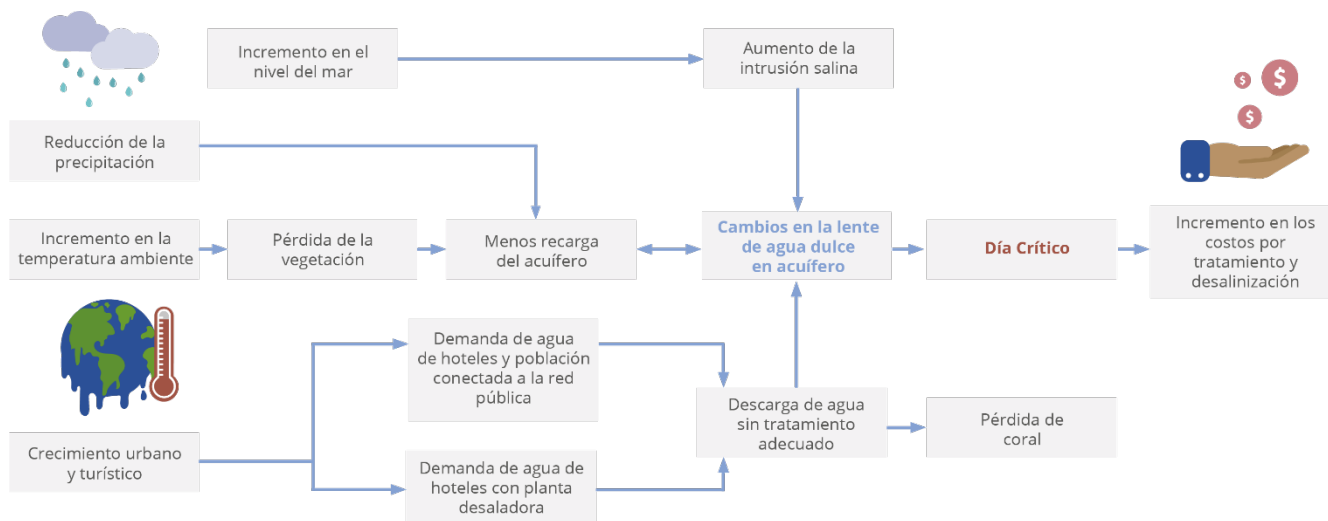 Incremento en el
nivel del mar
Aumento de la
intrusión salina
$
$
$
Reducción de la
precipitación
Incremento en la
temperatura ambiente
Pérdida de la
vegetación
Menos recarga
del acuífero
Cambios en la lente
de agua dulce
en acuífero
Día Crítico
Incremento en los
costos por
tratamiento y
desalinización
Demanda de agua
de hoteles y población
conectada a la red
pública
Descarga de agua
sin tratamiento
adecuado
Pérdida de
coral
Crecimiento urbano
y turístico
Demanda de agua de
hoteles con planta
desaladora